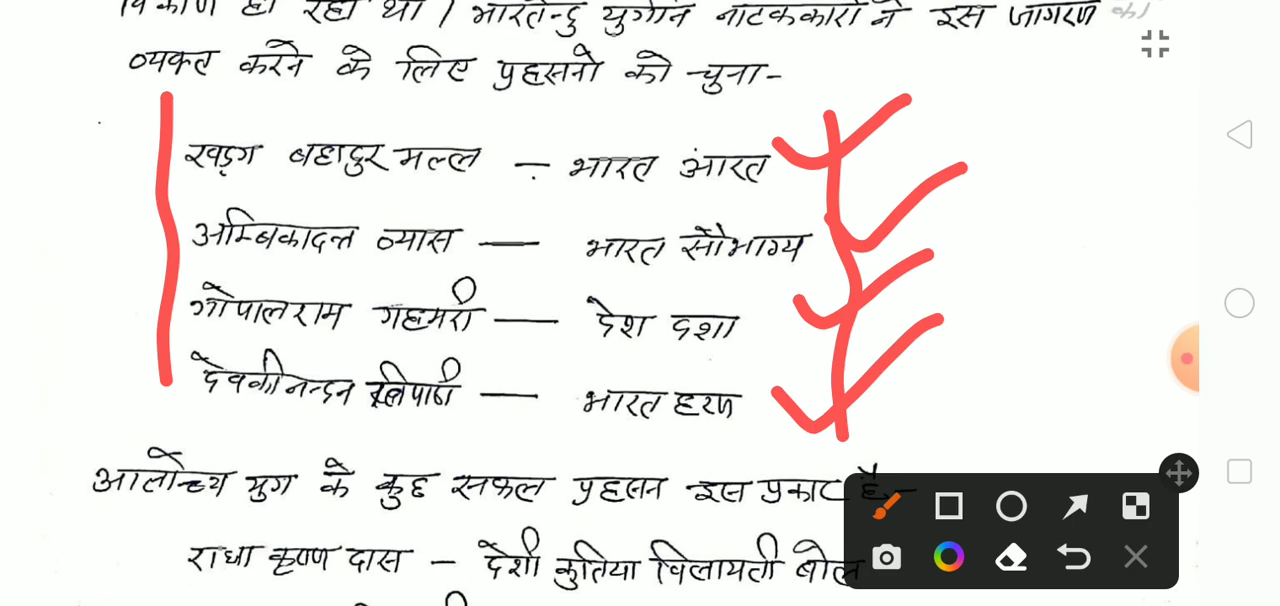 विकास हो रहा था / भारतेन्दु युगीन नाटककारों ने इस जागरण को
व्यक्त करने के लिए प्रहसनो को चुना-
खड्ग बहादुर मल्ल - भारत आरत
अम्बिकादत्त व्यास — भारत सौभाग्य
गोपालराम गहमरी — देश दशा
देवकीनन्दन त्रिपाठी — भारत हरण
आलोच्य युग के कुछ सफल प्रहसन इस प्रकार है-
राधा कृष्ण दास - देशी कुतिया विलायती बोल